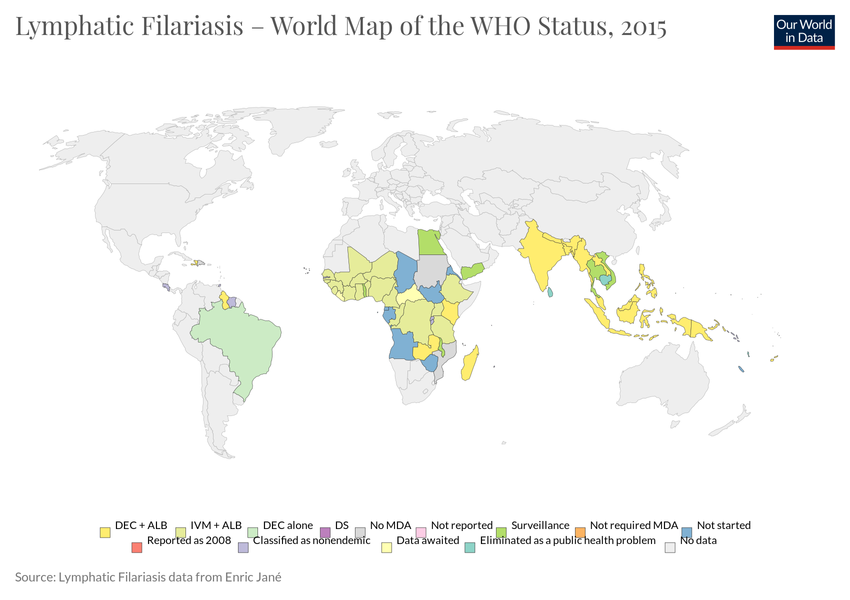 Lymphatic Filariasis – World Map of the WHO Status, 2015
Our World
in Data
DEC + ALB IVM + ALB DEC alone DS No MDA Not reported Surveillance Not required MDA Not started
Reported as 2008 Classified as nonendemic Data awaited Eliminated as a public health problem No data
Source: Lymphatic Filariasis data from Enric Jané